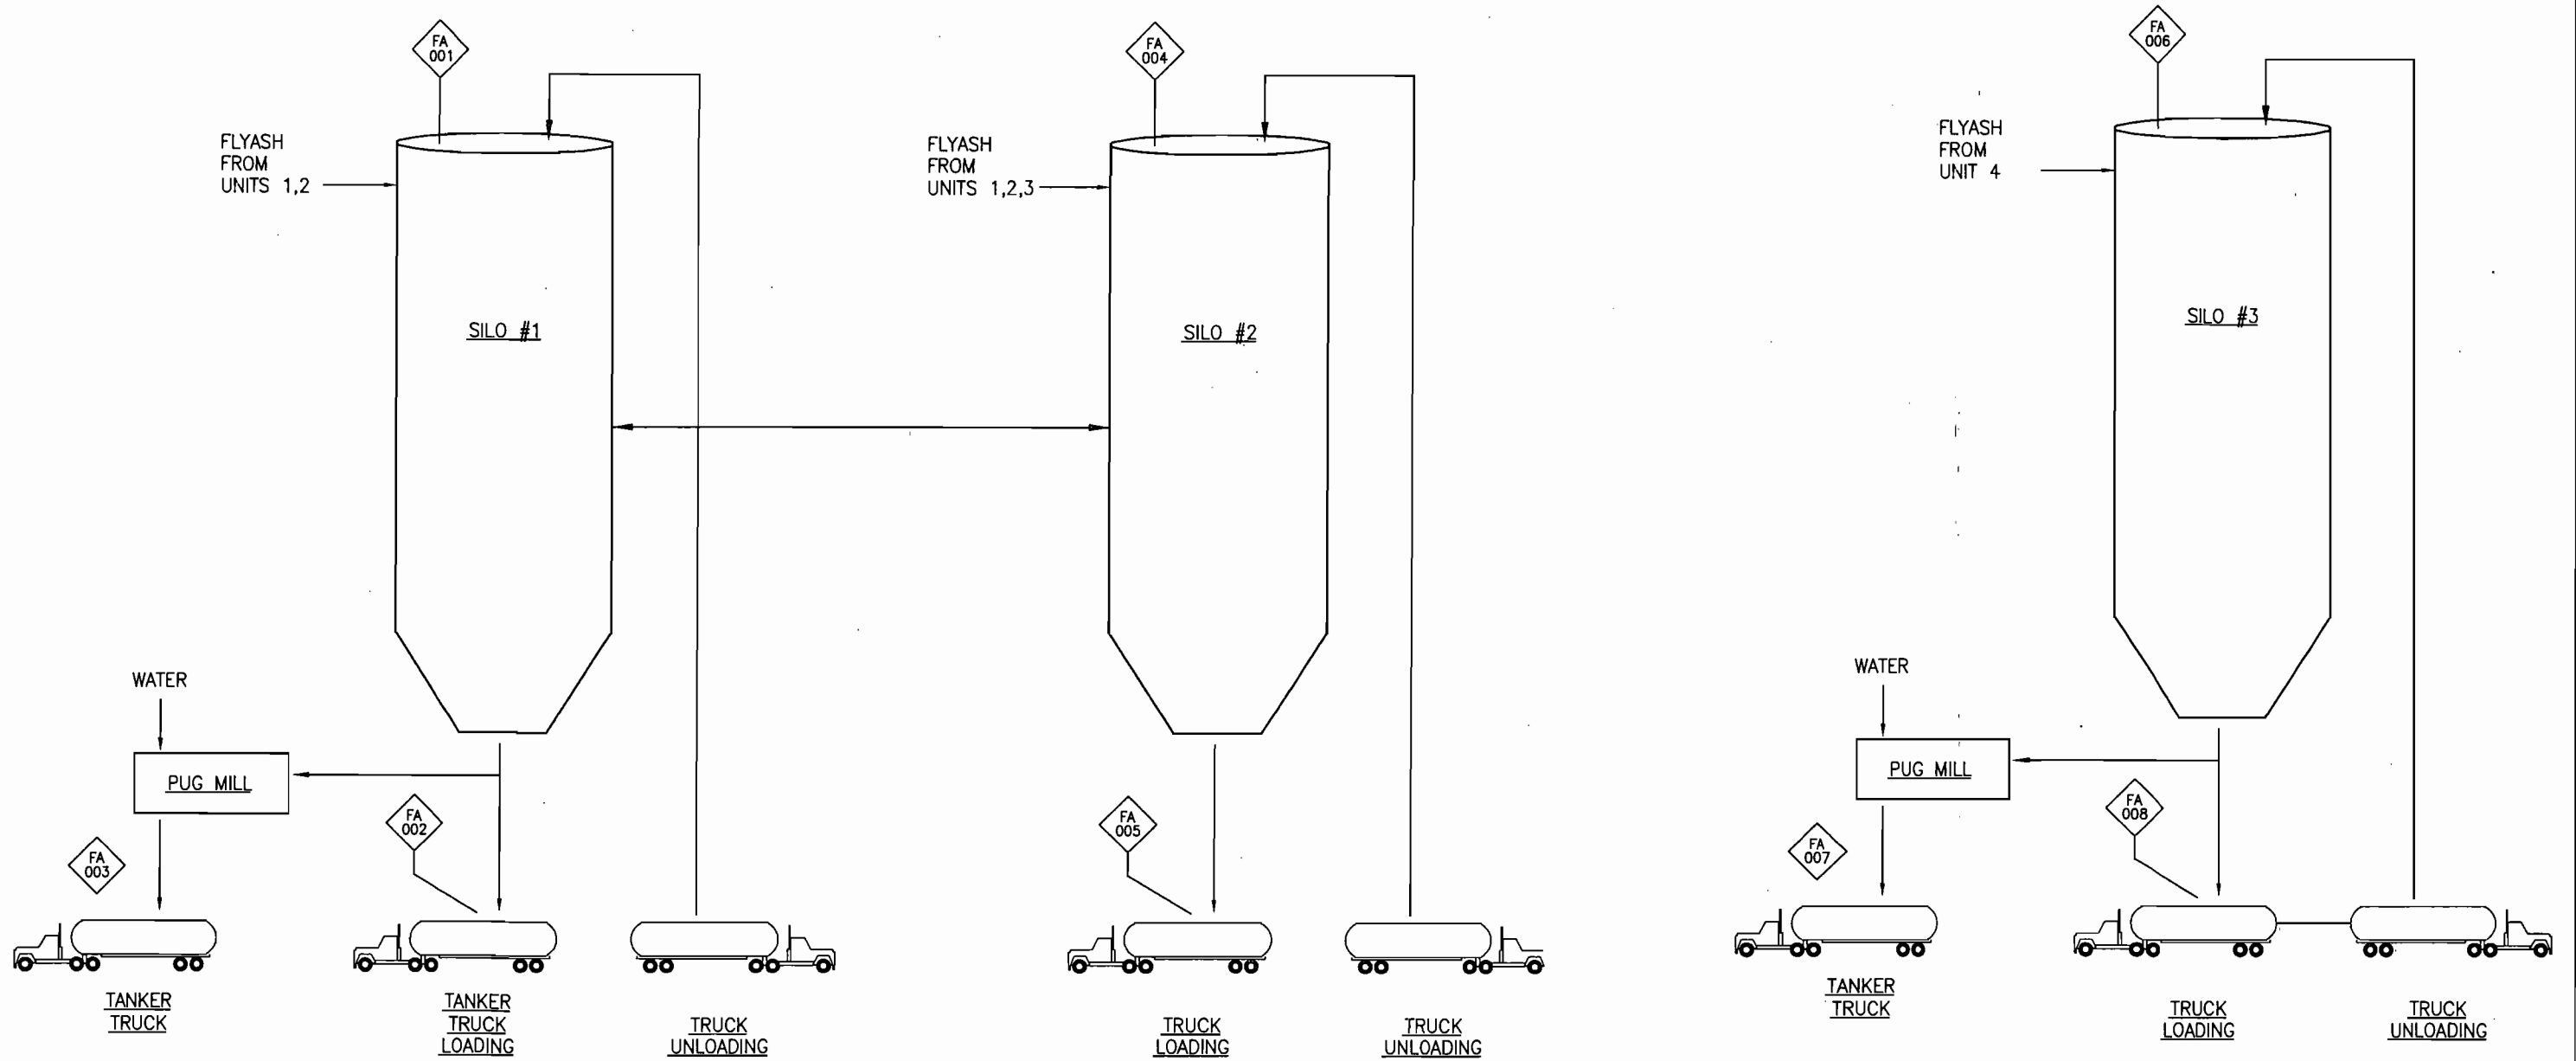 FA
001
FA
004
FA
006
FLYASH
FROM
UNITS 1,2
FLYASH
FROM
UNITS 1,2,3
FLYASH
FROM
UNIT 4
SILO #1
SILO #2
SILO #3
WATER
WATER
PUG MILL
PUG MILL
FA
002
FA
005
FA
008
FA
003
FA
007
TANKER
TRUCK
TANKER
TRUCK
LOADING
TRUCK
UNLOADING
TRUCK
LOADING
TRUCK
UNLOADING
TANKER
TRUCK
TRUCK
LOADING
TRUCK
UNLOADING